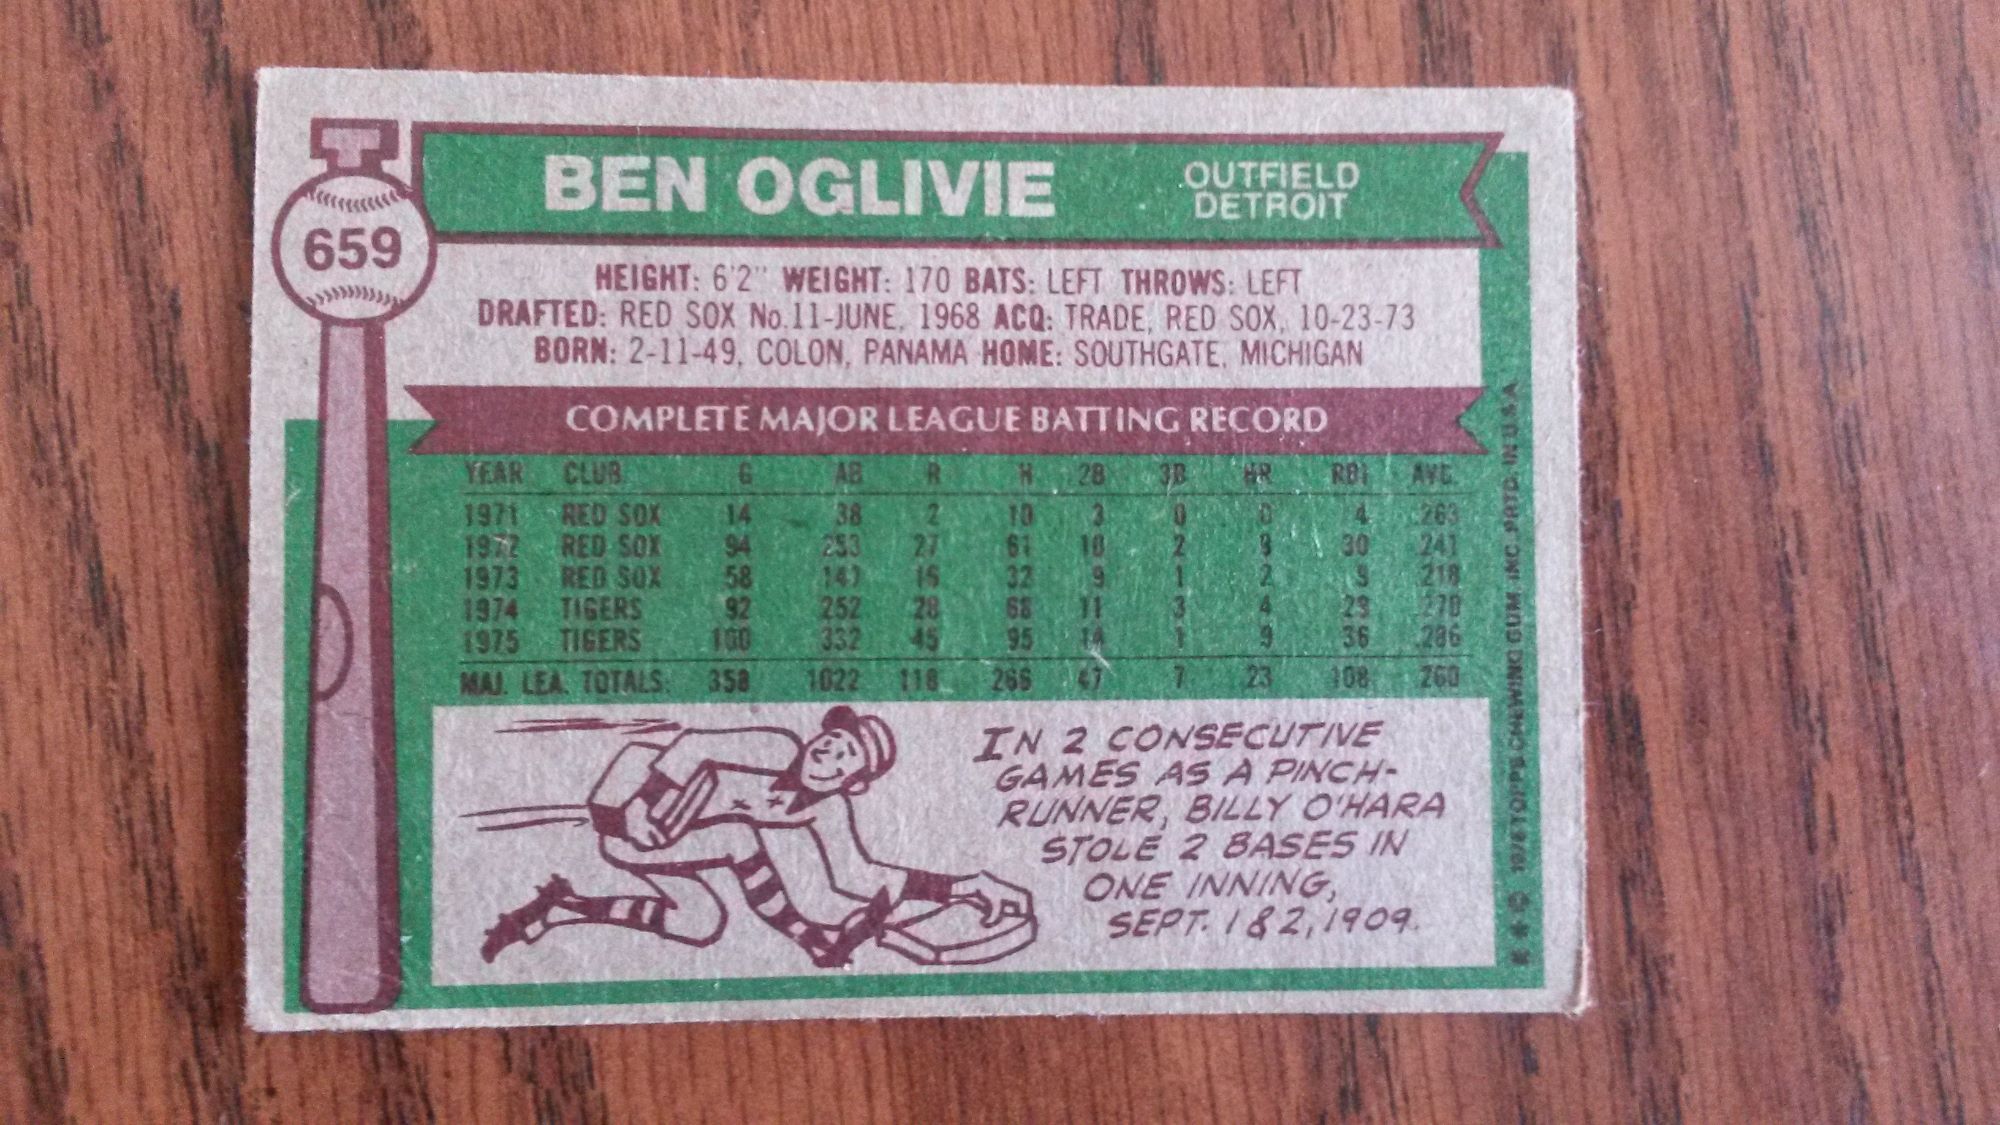 T
659
BEN OGLIVIE
OUTFIELD
DETROIT
HEIGHT: 6'2" WEIGHT: 170 BATS: LEFT THROWS: LEFT
DRAFTED: RED SOX No.11-JUNE, 1968 ACQ: TRADE, RED SOX, 10-23-73
BORN: 2-11-49, COLON, PANAMA HOME: SOUTHGATE, MICHIGAN
COMPLETE MAJOR LEAGUE BATTING RECORD
YEAR CLUB G AB R H 2B 3B HR RBI AVG.
1971 RED SOX 14 38 2 10 3 0 0 4 .263
1972 RED SOX 94 253 27 61 10 2 8 30 .241
1973 RED SOX 58 147 16 32 9 1 2 9 .218
1974 TIGERS 92 252 28 68 11 3 4 29 .270
1975 TIGERS 100 332 45 95 14 1 9 36 .286
MAJ. LEA. TOTALS 358 1022 118 266 47 7 23 108 .260
IN 2 CONSECUTIVE
GAMES AS A PINCH-
RUNNER, BILLY O'HARA
STOLE 2 BASES IN
ONE INNING,
SEPT. 1 & 2, 1909.
© 1976 TOPPS CHEWING GUM, INC. PRTD. IN U.S.A.